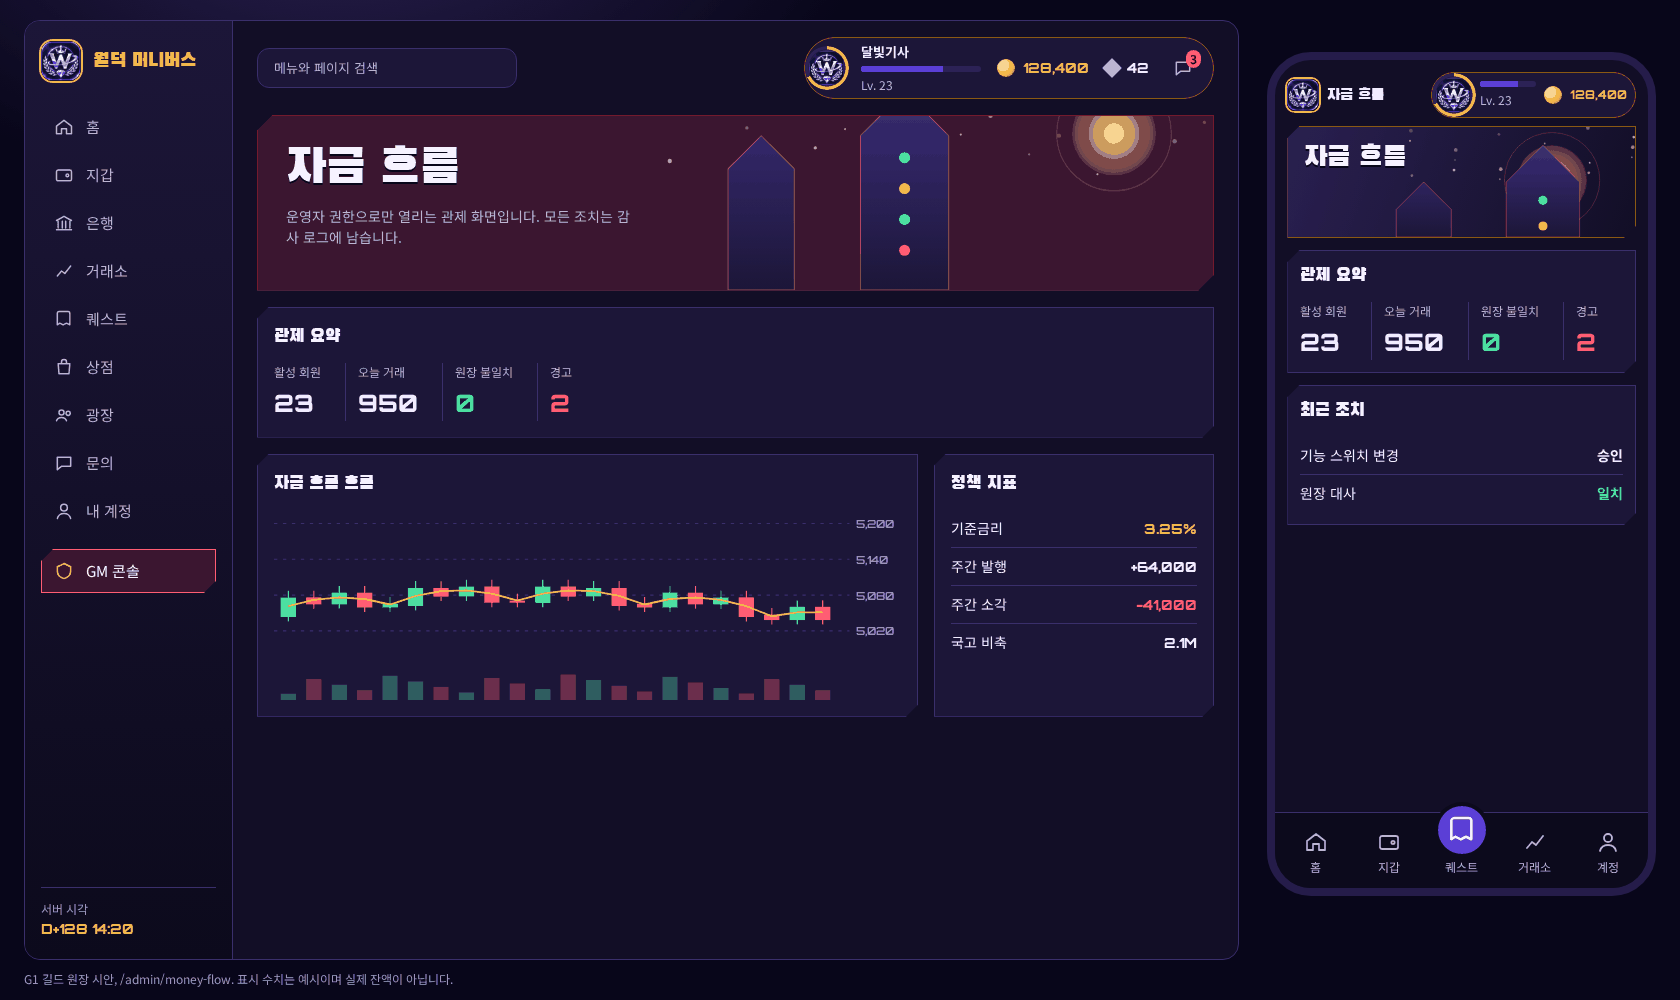 원덕 머니버스
홈
지갑
은행
거래소
퀘스트
상점
광장
문의
내 계정
GM 콘솔
서버 시각
D+128 14:20
메뉴와 페이지 검색
달빛기사
Lv. 23
128,400
42
3
자금 흐름
운영자 권한으로만 열리는 관제 화면입니다. 모든 조치는 감
사 로그에 남습니다.
관제 요약
활성 회원
오늘 거래
원장 불일치
경고
23
950
0
2
자금 흐름 흐름
5,200
5,140
5,080
5,020
정책 지표
기준금리 3.25%
주간 발행 +54,000
주간 소각 -41,000
국고 비축 2.1M
자금 흐름
Lv. 23
128,400
자금 흐름
관제 요약
활성 회원
오늘 거래
원장 불일치
경고
23
950
0
2
최근 조치
기능 스위치 변경 승인
원장 대사 일치
홈
지갑
퀘스트
거래소
계정
G1 길드 원장 시안, /admin/money-flow. 표시 수치는 예시이며 실제 잔액이 아닙니다.